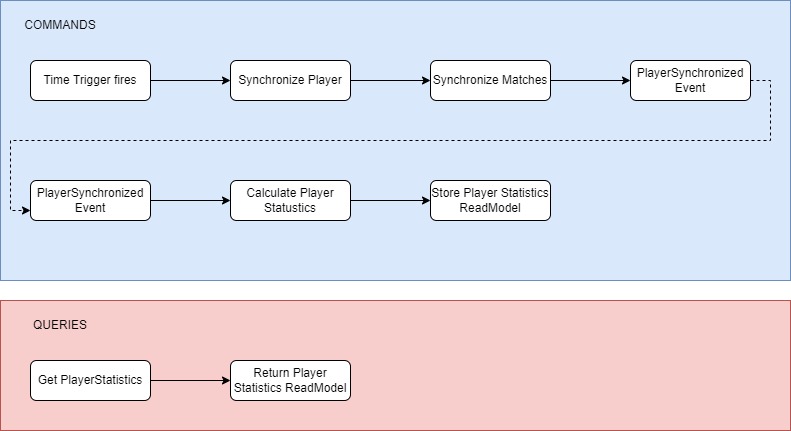 COMMANDS
Time Trigger fires
Synchronize Player
Synchronize Matches
PlayerSynchronized
Event
PlayerSynchronized
Event
Calculate Player
Statustics
Store Player Statistics
ReadModel
QUERIES
Get PlayerStatistics
Return Player
Statistics ReadModel